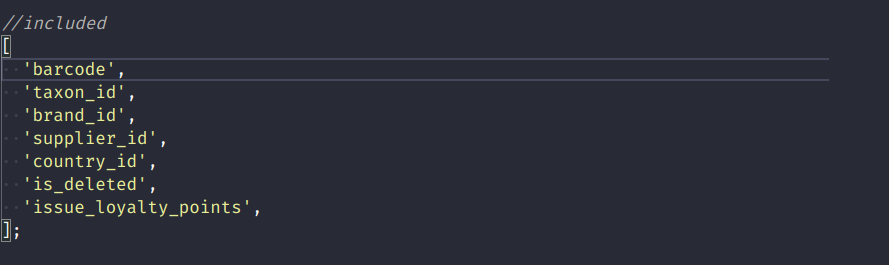 //included
[
'barcode',
'taxon_id',
'brand_id',
'supplier_id',
'country_id',
'is_deleted',
'issue_loyalty_points',
];